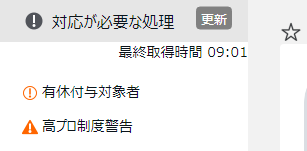 対応が必要な処理 更新
最終取得時間 09:01
有休付与対象者
高プロ制度警告